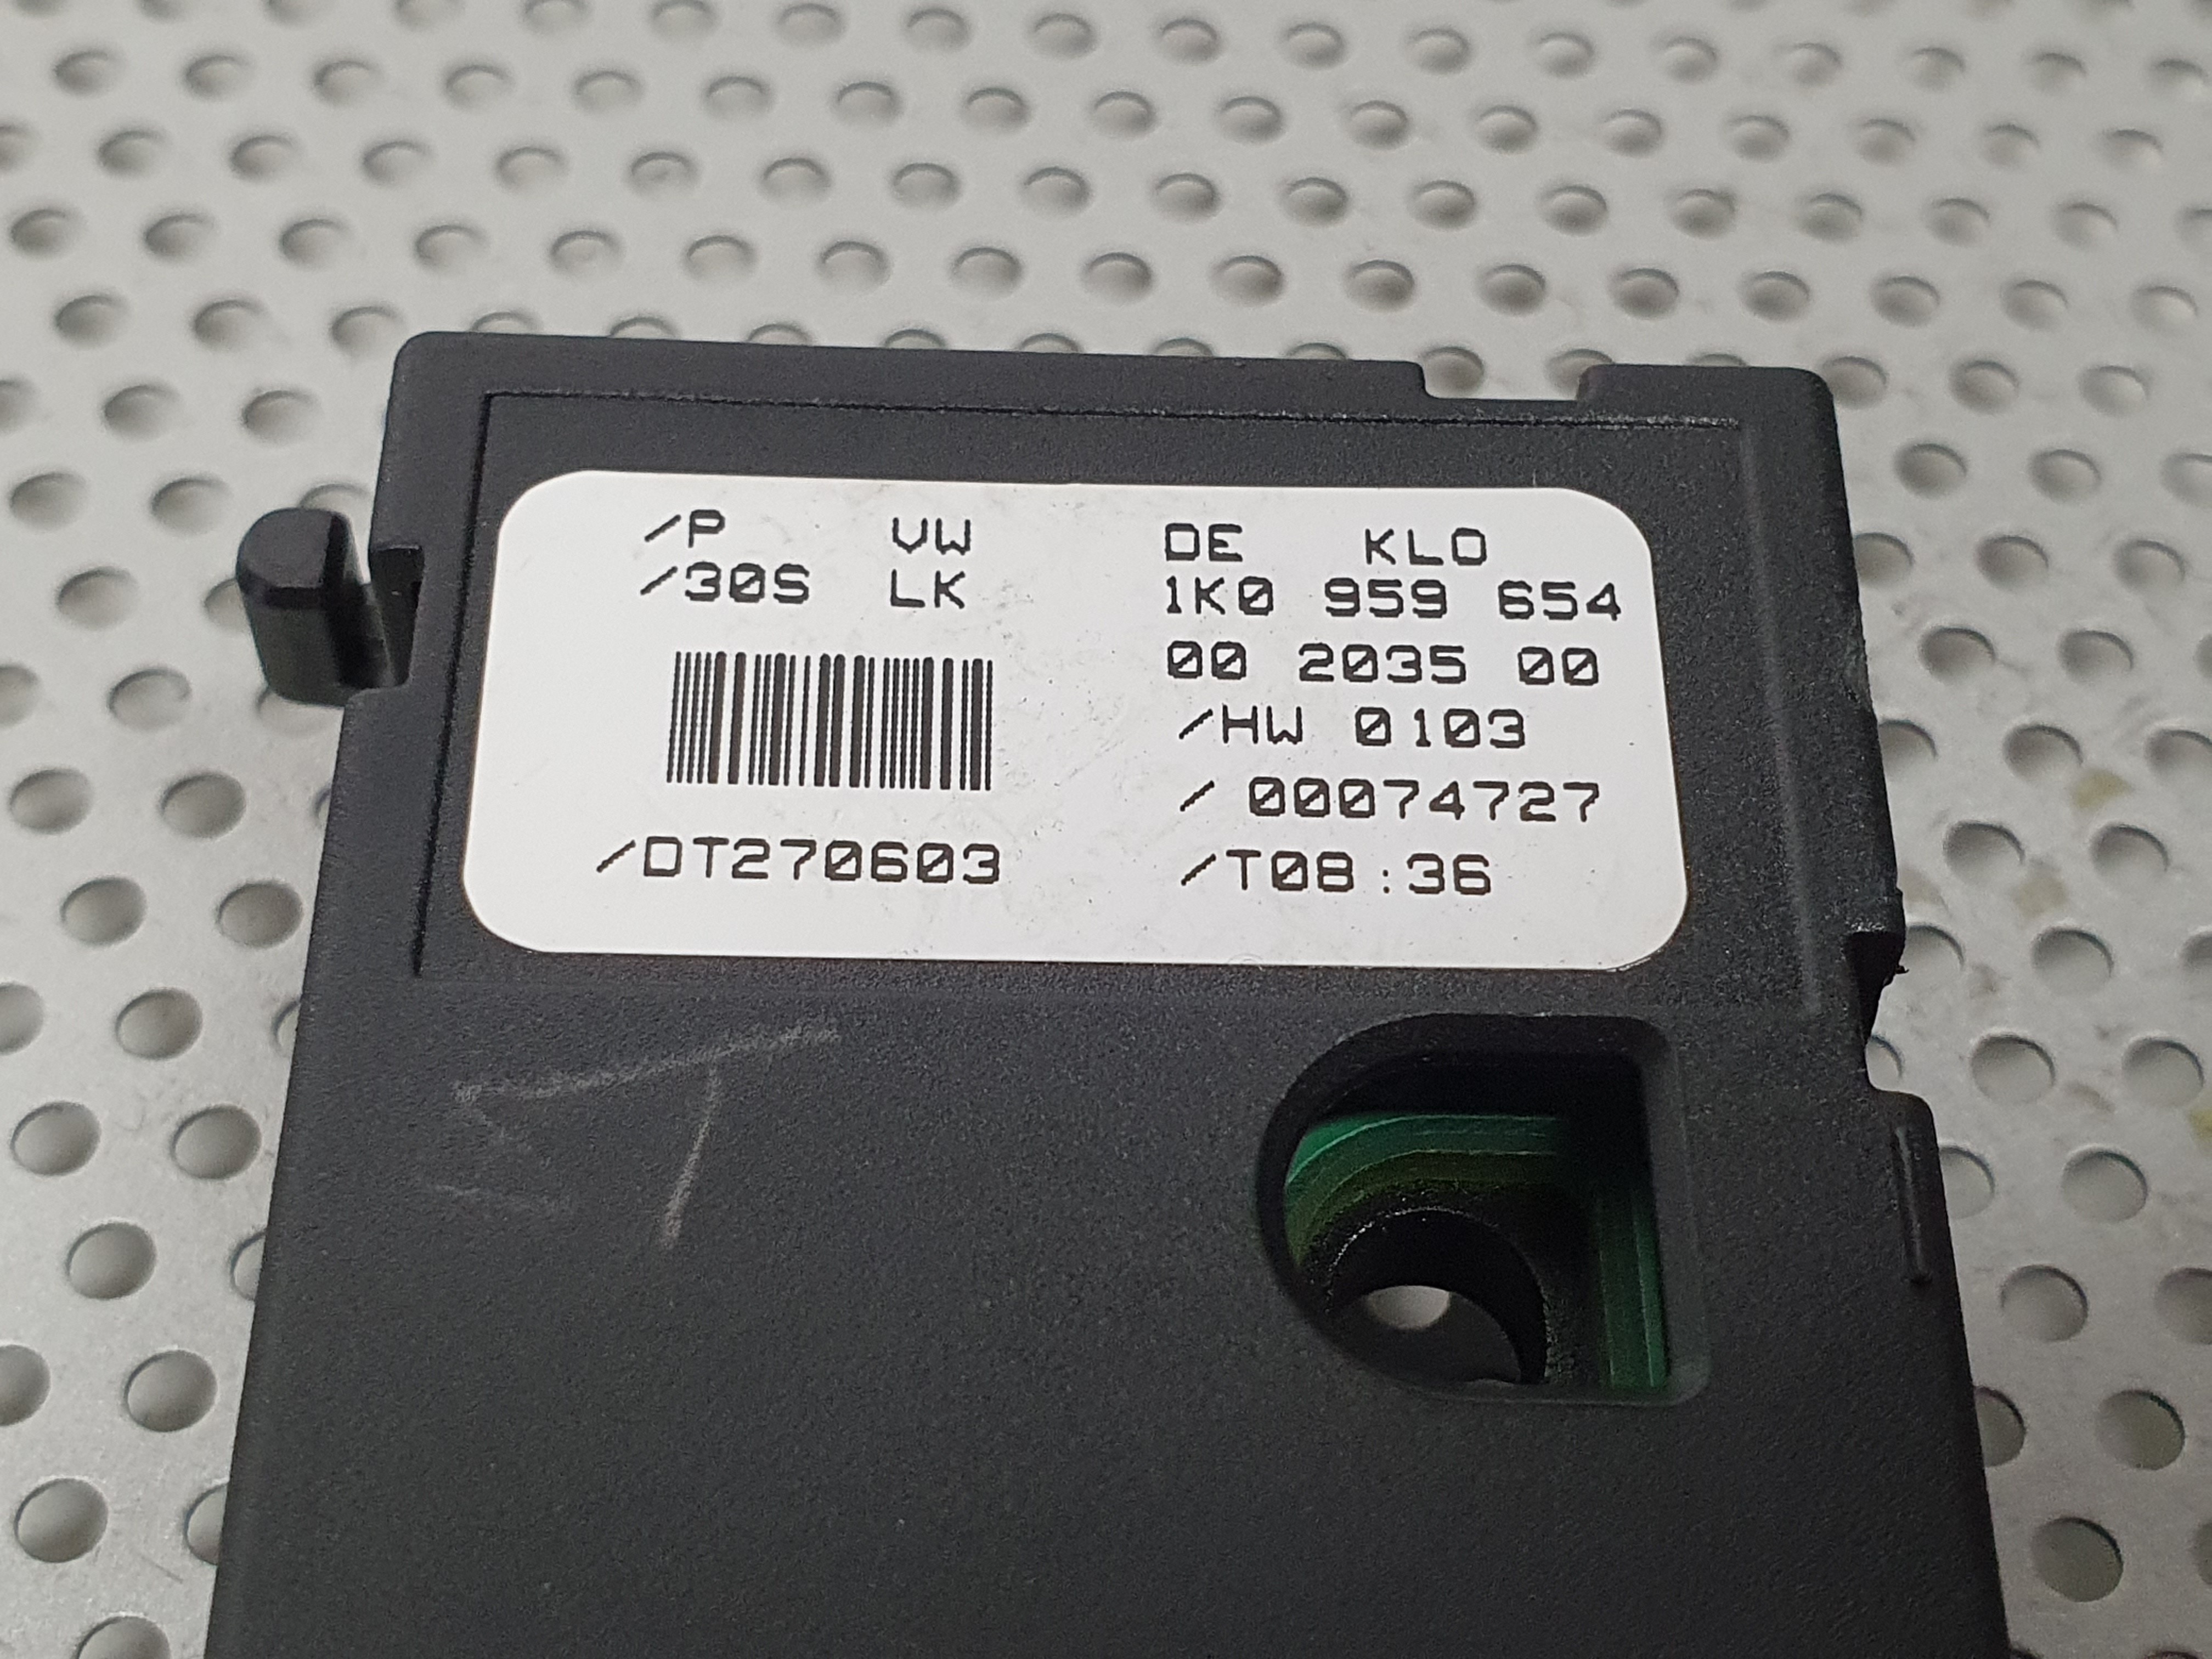 /P VW DE KLO
/30S LK 1K0 959 654
00 2035 00
/HW 0103
/ 00074727
/DT270603 /T08:36